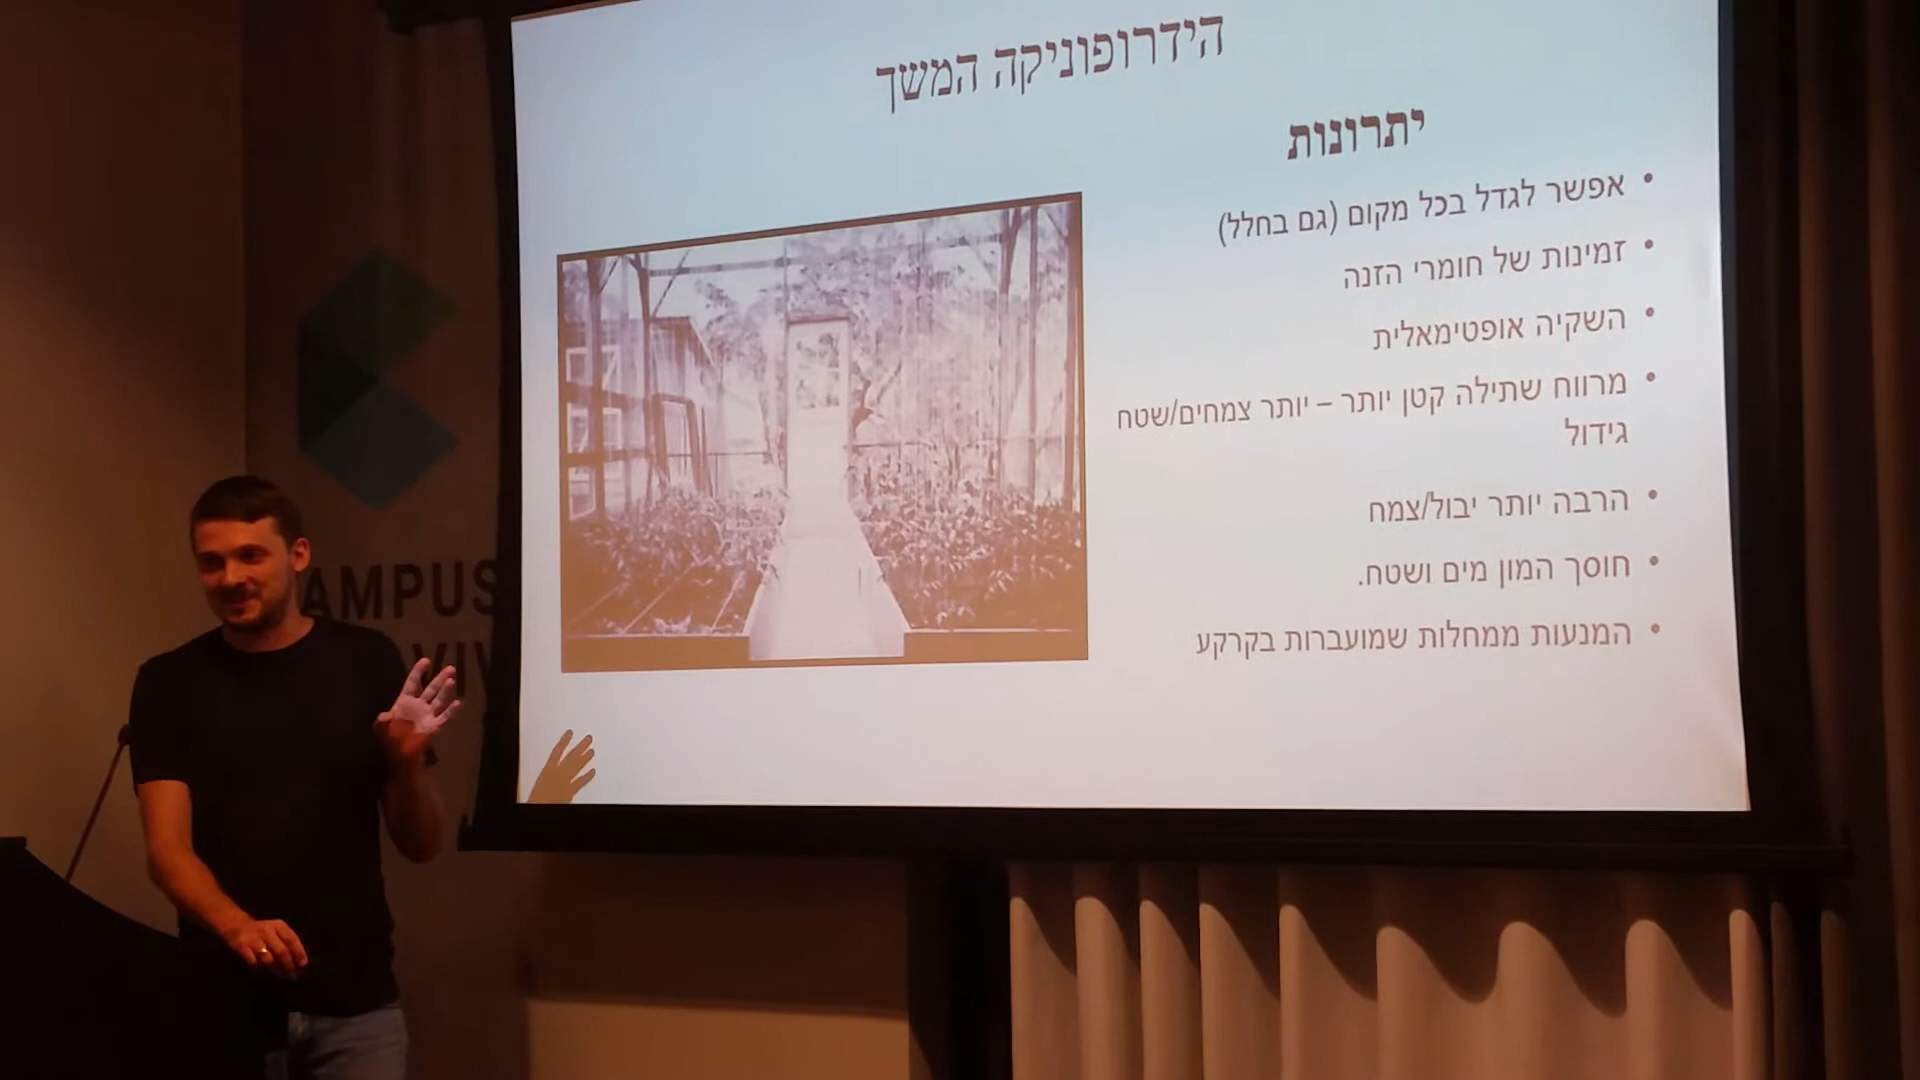 הידרופוניקה המשך
יתרונות
• אפשר לגדל בכל מקום (גם בחלל)
• זמינות של חומרי הזנה
• השקיה אופטימאלית
• מרווח שתילה קטן יותר – יותר צמחים/שטח
גידול
• הרבה יותר יבול/צמח
• חוסך המון מים ושטח.
• המנעות ממחלות שמועברות בקרקע
AMPUS
AVIV